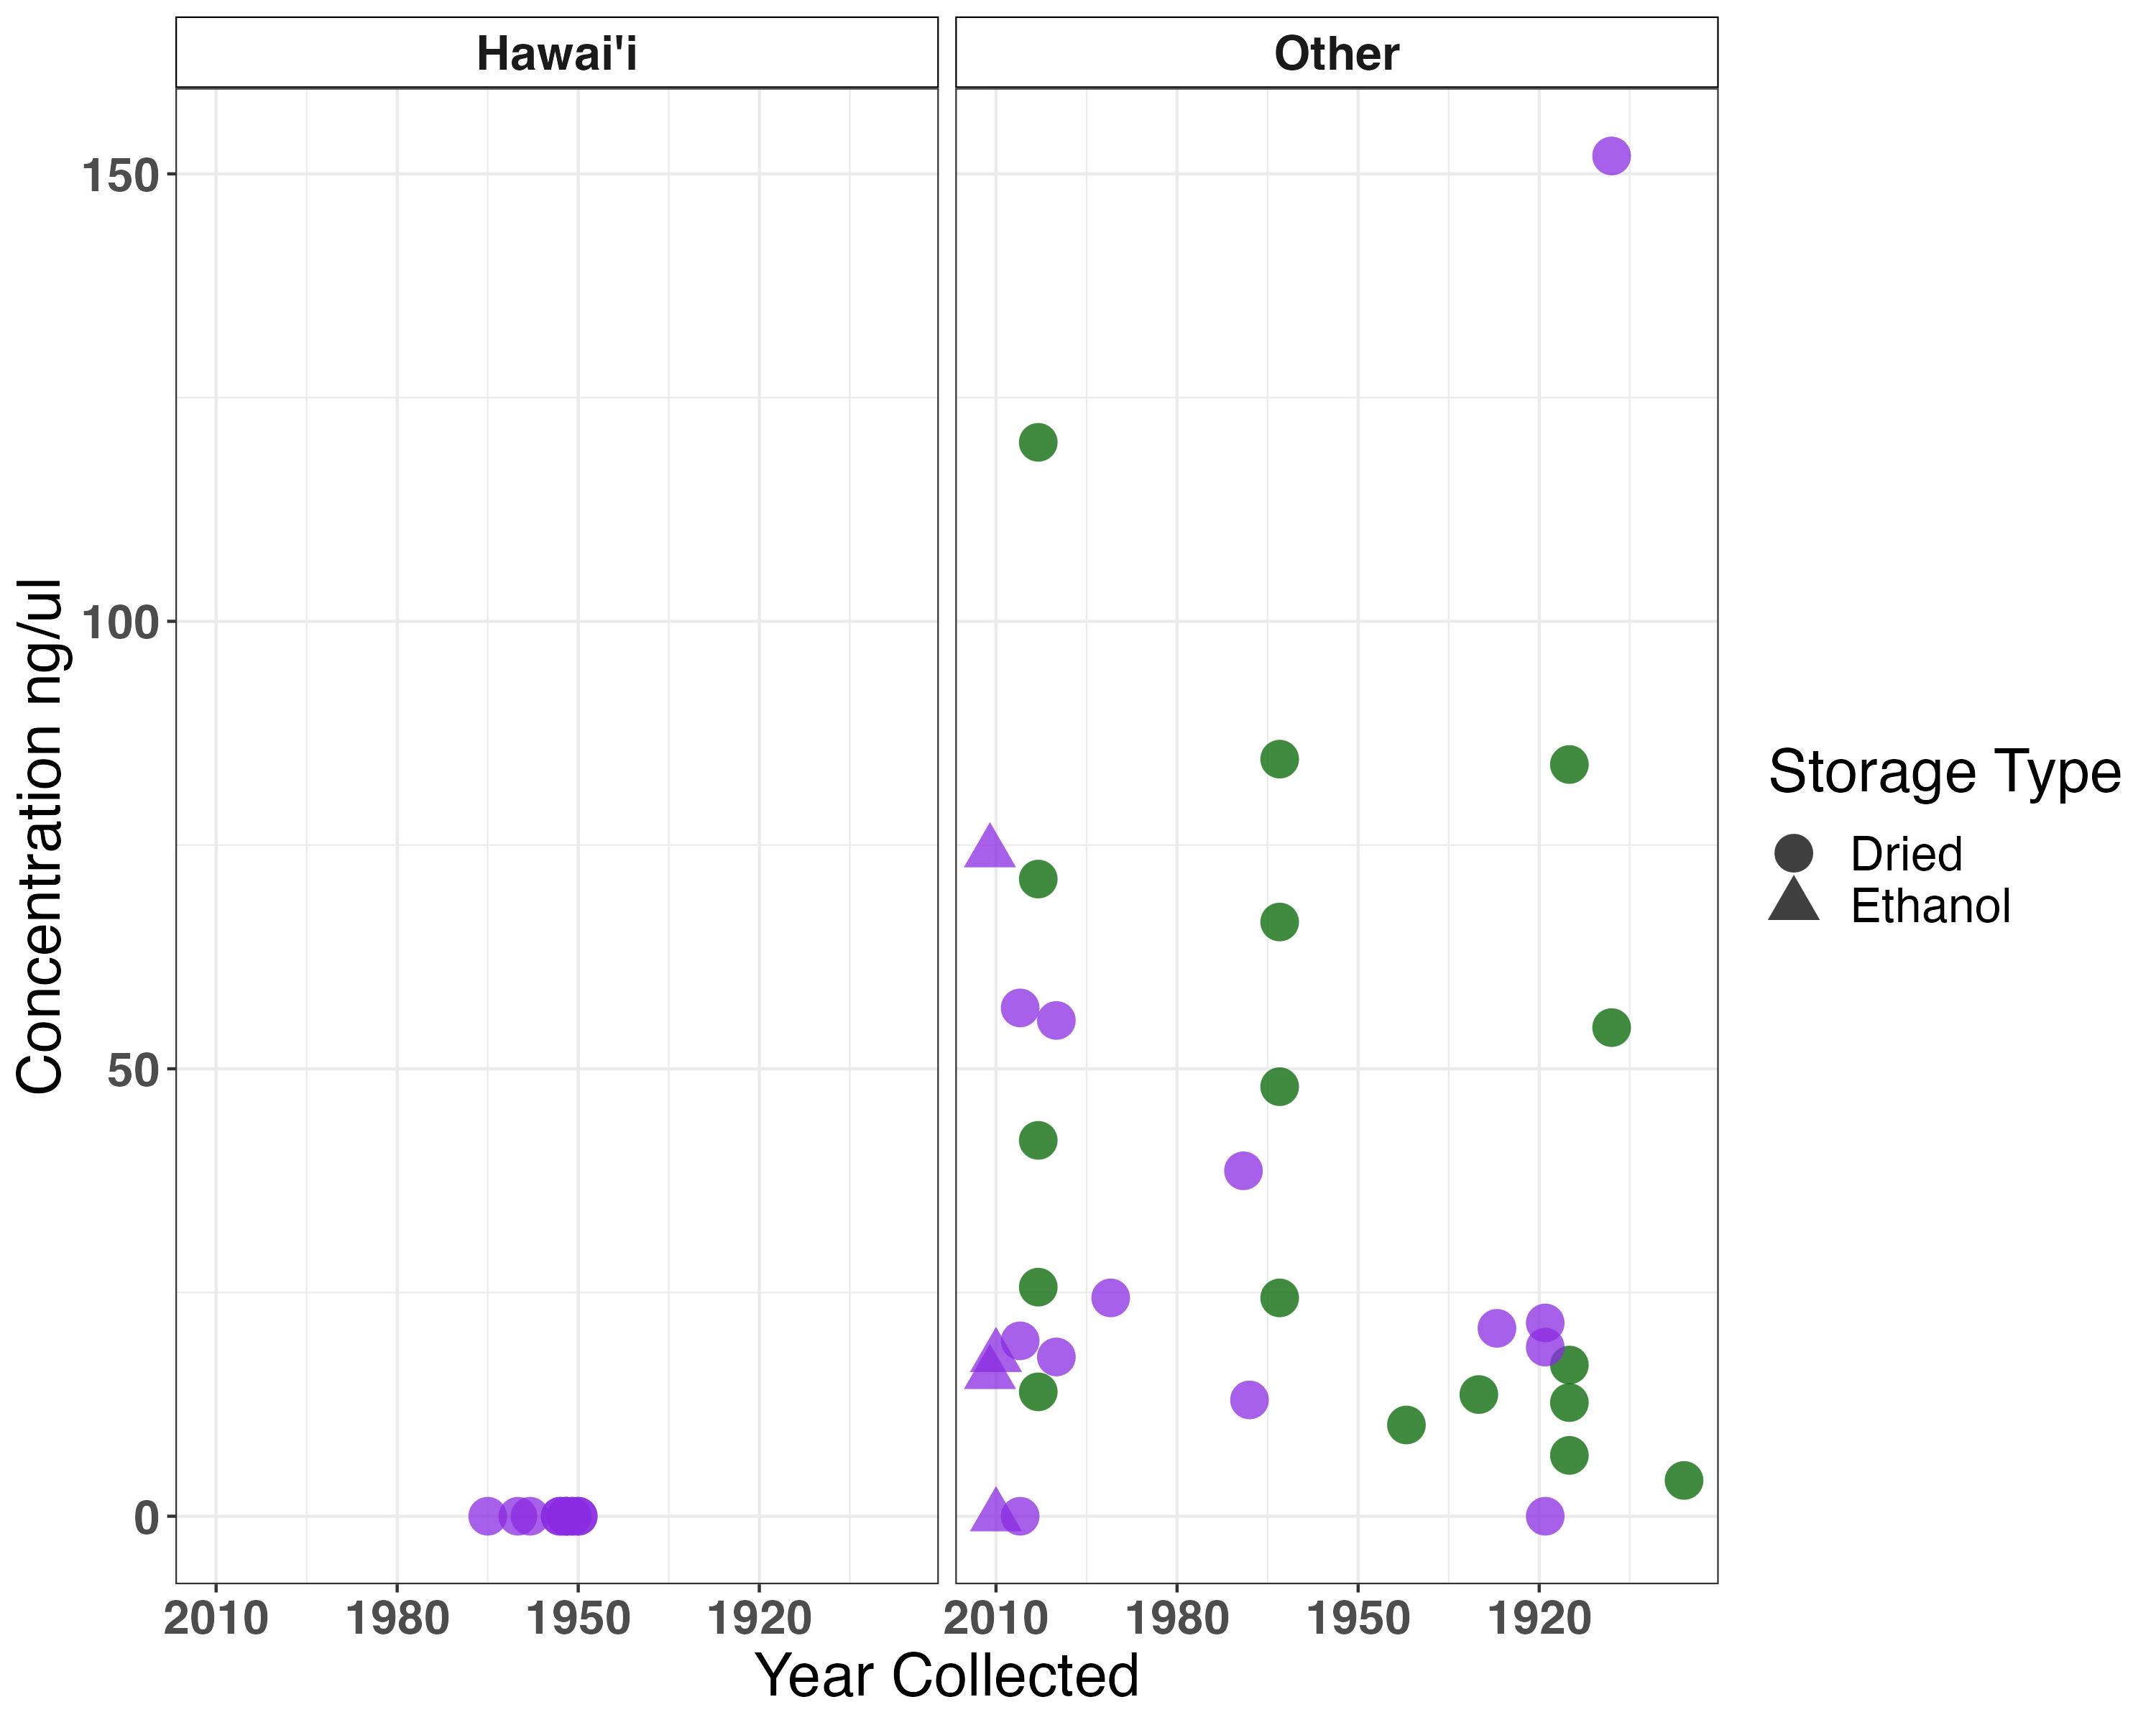 Hawai'i
Other
Concentration ng/ul
150
100
50
0
2010 1980 1950 1920
2010 1980 1950 1920
Year Collected
Storage Type
Dried
Ethanol